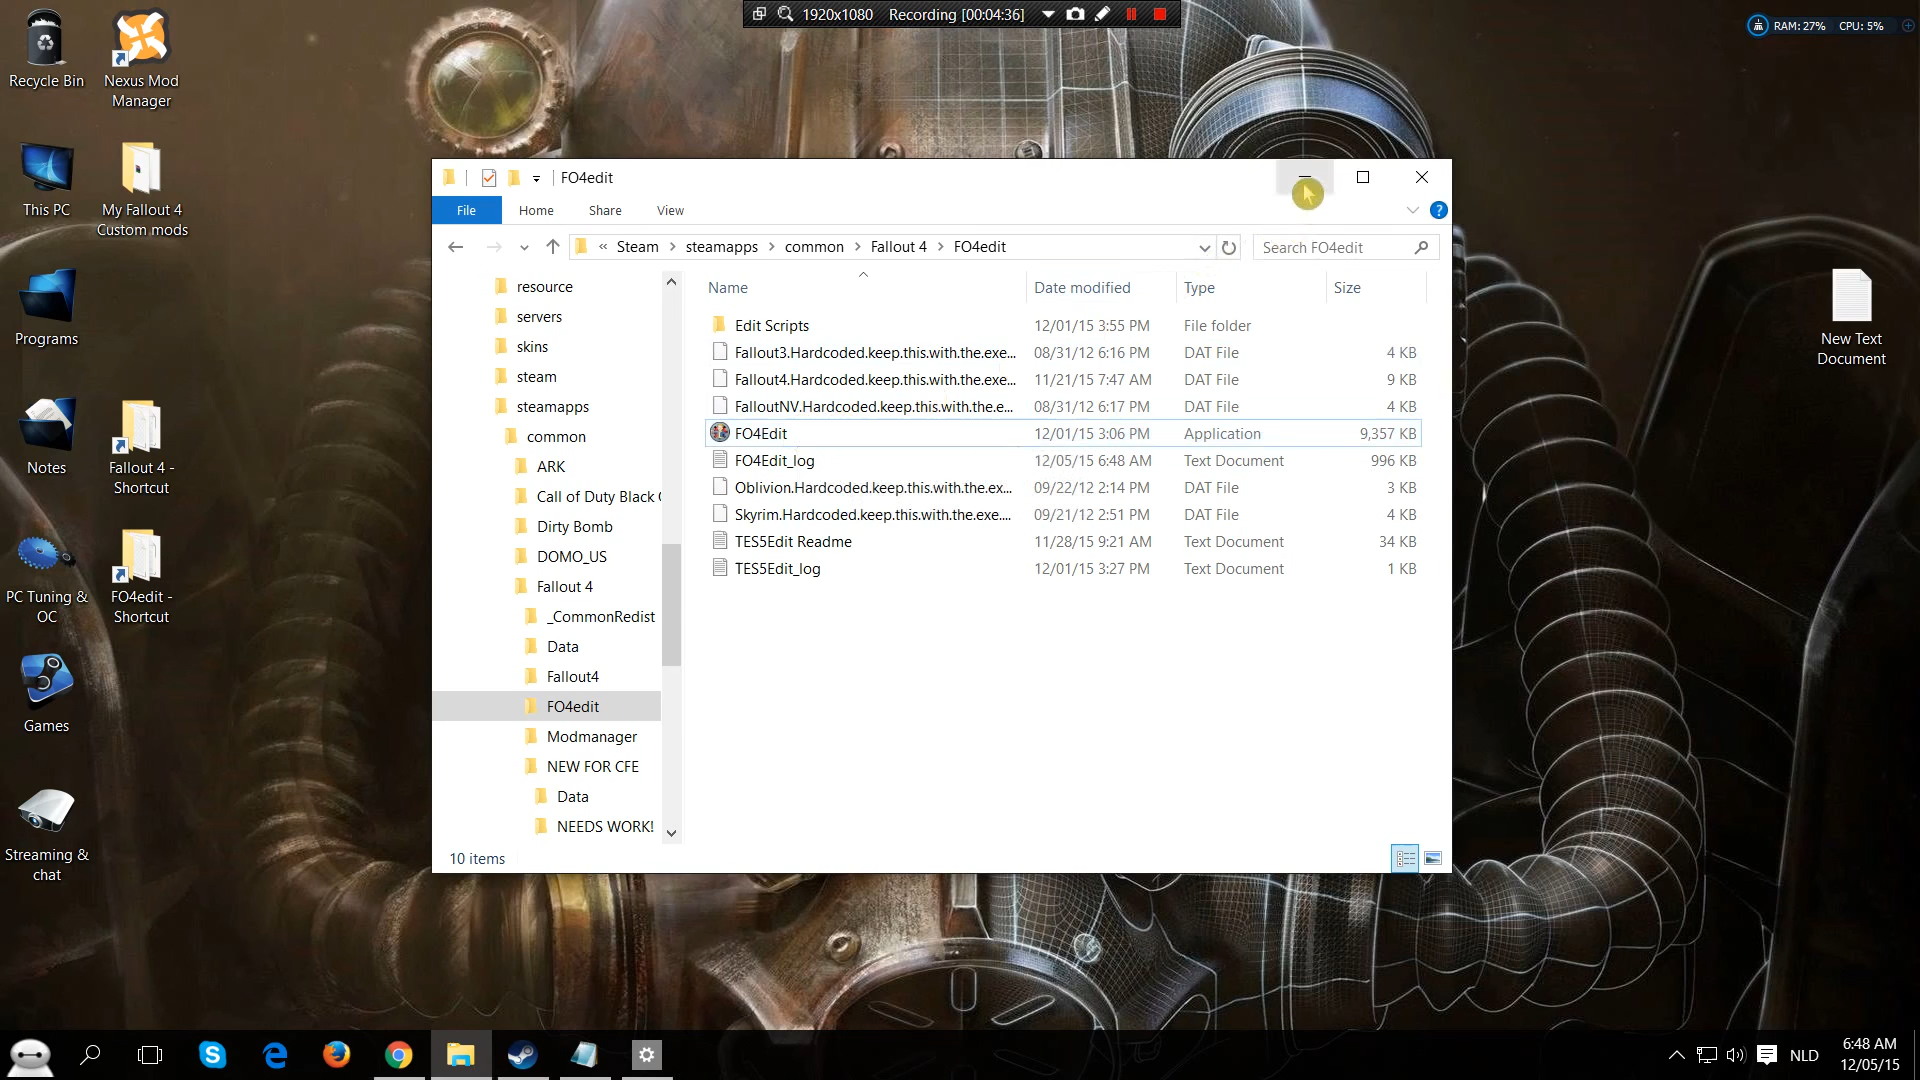 1920x1080 Recording [00:04:36]
RAM: 27% CPU: 5%
Recycle Bin
Nexus Mod
Manager
This PC
My Fallout 4
Custom mods
Programs
Notes
Fallout 4 -
Shortcut
PC Tuning &
OC
FO4edit -
Shortcut
Games
Streaming &
chat
New Text
Document
FO4edit
File Home Share View
« Steam > steamapps > common > Fallout 4 > FO4edit
Search FO4edit
resource
servers
skins
steam
steamapps
common
ARK
Call of Duty Black
Dirty Bomb
DOMO_US
Fallout 4
_CommonRedist
Data
Fallout4
FO4edit
Modmanager
NEW FOR CFE
Data
NEEDS WORK!
Name Date modified Type Size
Edit Scripts 12/01/15 3:55 PM File folder
Fallout3.Hardcoded.keep.this.with.the.exe... 08/31/12 6:16 PM DAT File 4 KB
Fallout4.Hardcoded.keep.this.with.the.exe... 11/21/15 7:47 AM DAT File 9 KB
FalloutNV.Hardcoded.keep.this.with.the.e... 08/31/12 6:17 PM DAT File 4 KB
FO4Edit 12/01/15 3:06 PM Application 9,357 KB
FO4Edit_log 12/05/15 6:48 AM Text Document 996 KB
Oblivion.Hardcoded.keep.this.with.the.ex... 09/22/12 2:14 PM DAT File 3 KB
Skyrim.Hardcoded.keep.this.with.the.exe.... 09/21/12 2:51 PM DAT File 4 KB
TES5Edit Readme 11/28/15 9:21 AM Text Document 34 KB
TES5Edit_log 12/01/15 3:27 PM Text Document 1 KB
10 items
NLD
6:48 AM
12/05/15